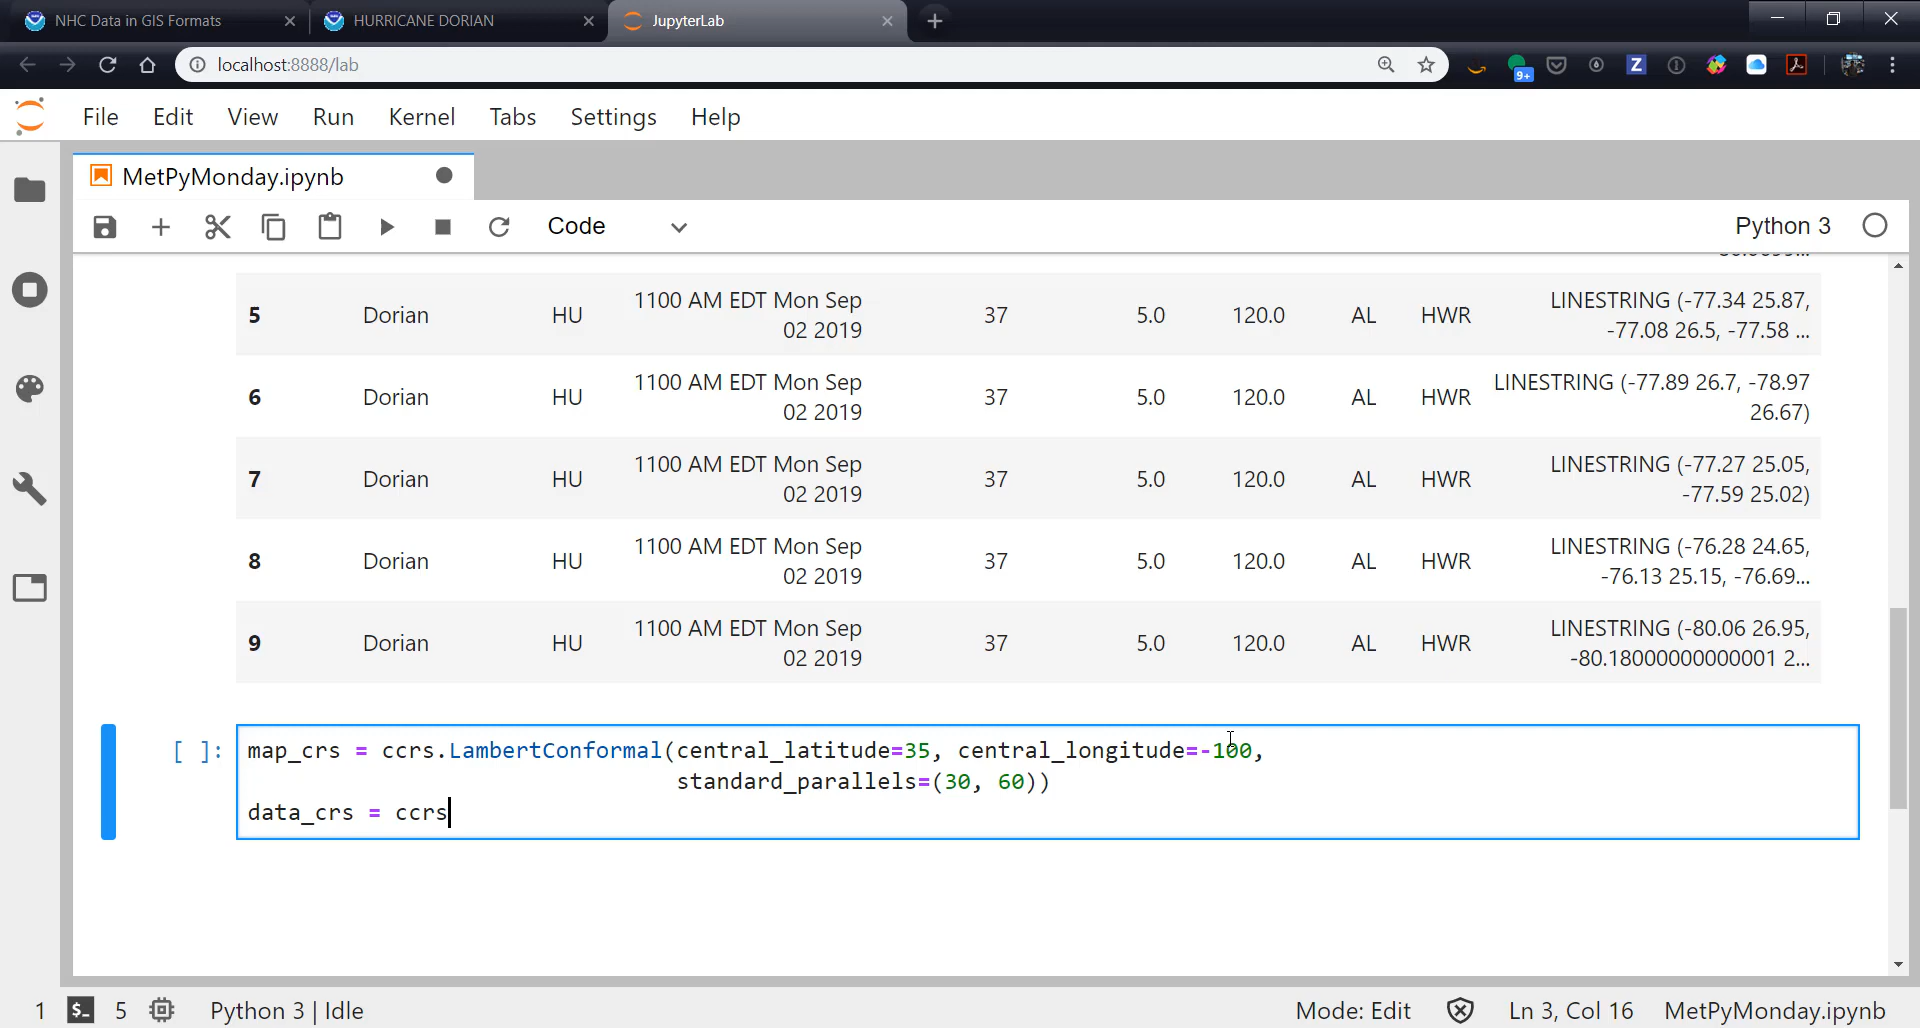 NHC Data in GIS Formats
HURRICANE DORIAN
JupyterLab
localhost:8888/lab
9+
Z
File Edit View Run Kernel Tabs Settings Help
MetPyMonday.ipynb
Code
Python 3
5 Dorian HU 1100 AM EDT Mon Sep 37 5.0 120.0 AL HWR LINESTRING (-77.34 25.87,
02 2019 -77.08 26.5, -77.58 ...
6 Dorian HU 1100 AM EDT Mon Sep 37 5.0 120.0 AL HWR LINESTRING (-77.89 26.7, -78.97
02 2019 26.67)
7 Dorian HU 1100 AM EDT Mon Sep 37 5.0 120.0 AL HWR LINESTRING (-77.27 25.05,
02 2019 -77.59 25.02)
8 Dorian HU 1100 AM EDT Mon Sep 37 5.0 120.0 AL HWR LINESTRING (-76.28 24.65,
02 2019 -76.13 25.15, -76.69...
9 Dorian HU 1100 AM EDT Mon Sep 37 5.0 120.0 AL HWR LINESTRING (-80.06 26.95,
02 2019 -80.18000000000001 2...
[ ]: map_crs = ccrs.LambertConformal(central_latitude=35, central_longitude=-100,
standard_parallels=(30, 60))
data_crs = ccrs
1 $_ 5 Python 3 | Idle Mode: Edit Ln 3, Col 16 MetPyMonday.ipynb